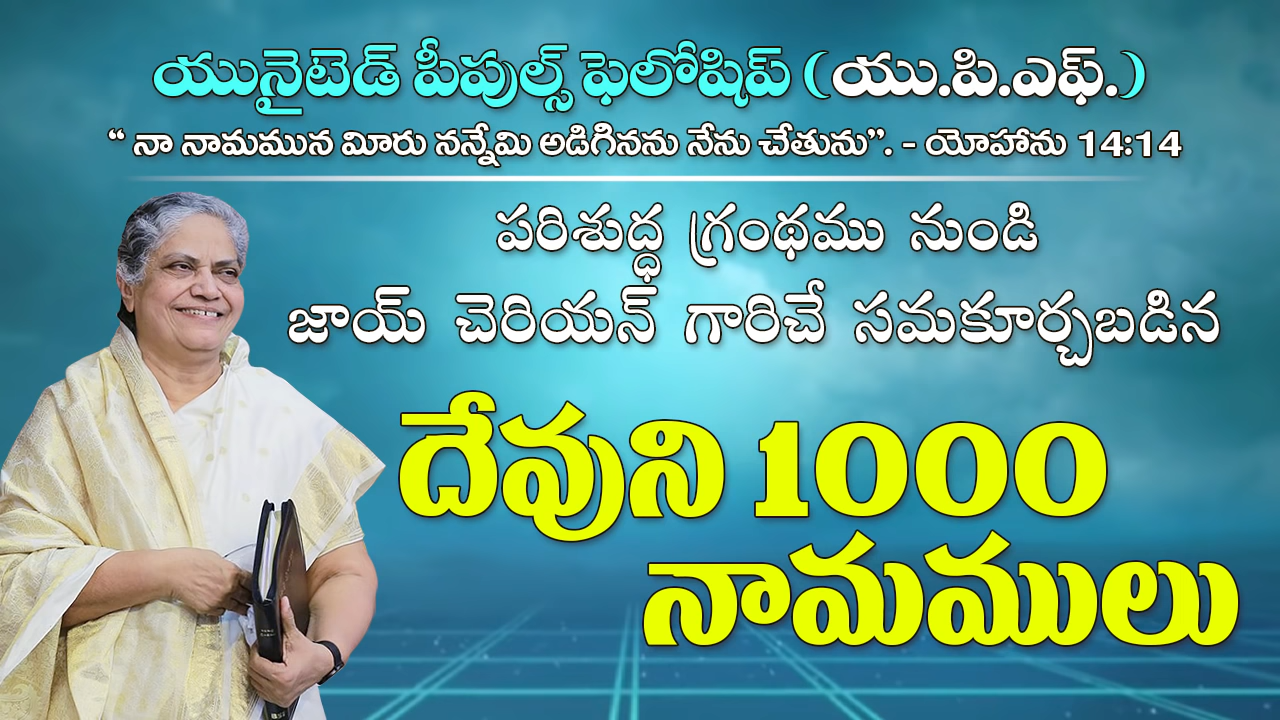 యునైటెడ్ పీపుల్స్ ఫెలోషిప్ (యు.పి.ఎఫ్.)
“ నా నామమున మీరు నన్నేమి అడిగినను నేను చేతును”. - యోహాను 14:14
పరిశుద్ధ గ్రంథము నుండి
జాయ్ చెరియన్ గారిచే సమకూర్చబడిన
దేవుని 1000
నామములు